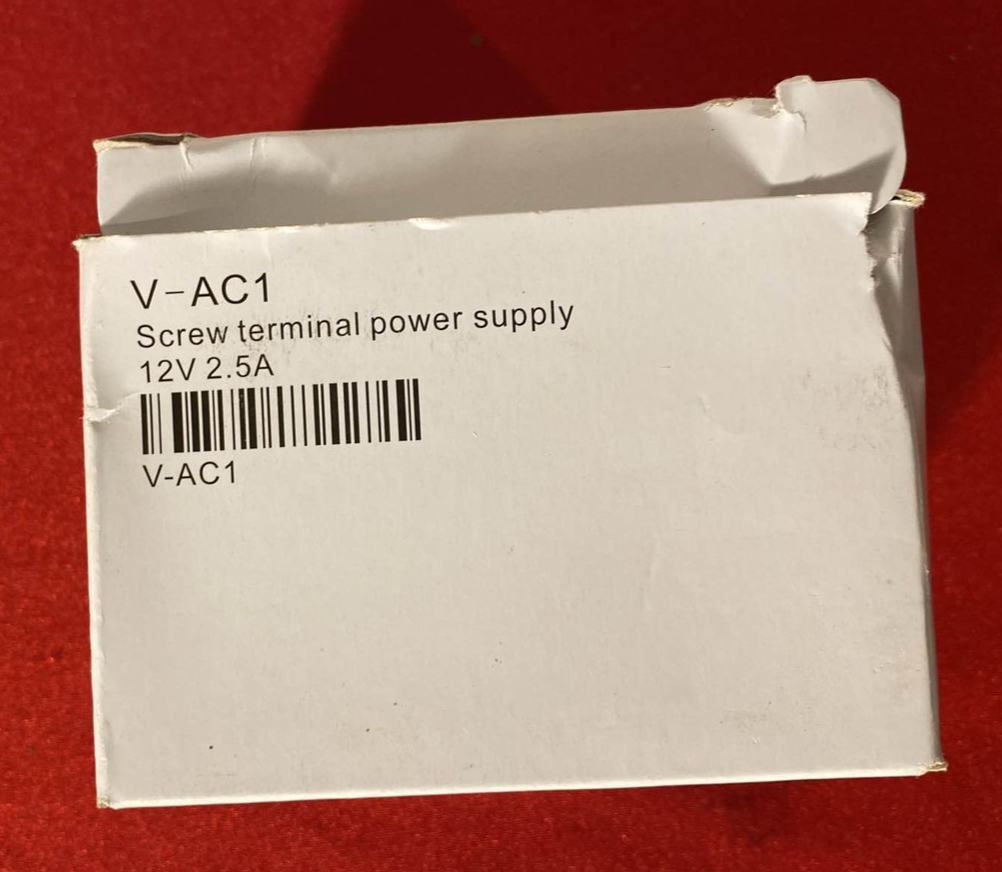 V-AC1
Screw terminal power supply
12V 2.5A
V-AC1